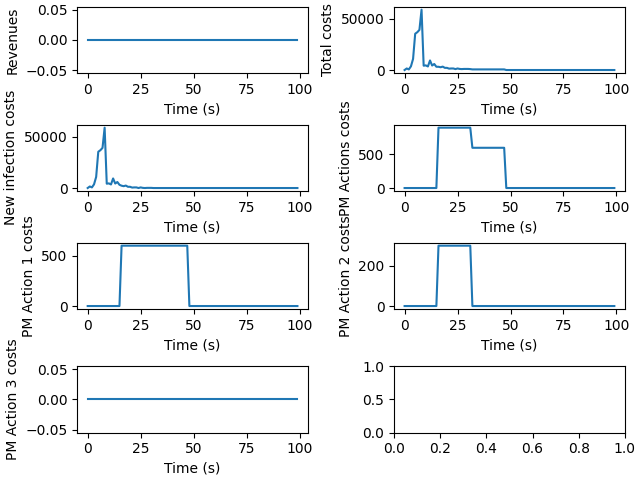 Revenues
0.05
0.00
−0.05
0 25 50 75 100
Time (s)
Total costs
50000
0
0 25 50 75 100
Time (s)
New infection costs
50000
0
0 25 50 75 100
Time (s)
PM Actions costs
500
0
0 25 50 75 100
Time (s)
PM Action 1 costs
500
0
0 25 50 75 100
Time (s)
PM Action 2 costs
200
0
0 25 50 75 100
Time (s)
PM Action 3 costs
0.05
0.00
−0.05
0 25 50 75 100
Time (s)
1.0
0.5
0.0
0.0 0.2 0.4 0.6 0.8 1.0